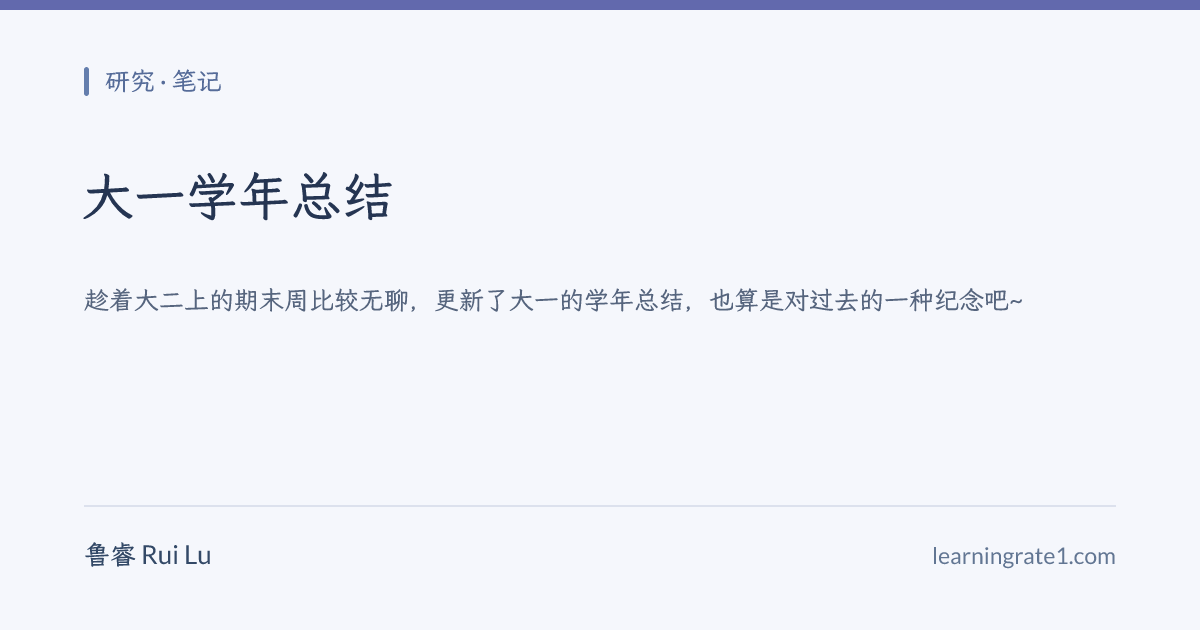 研究 · 笔记
大一学年总结
趁着大二上的期末周比较无聊，更新了大一的学年总结，也算是对过去的一种纪念吧~
鲁睿 Rui Lu
learningrate1.com